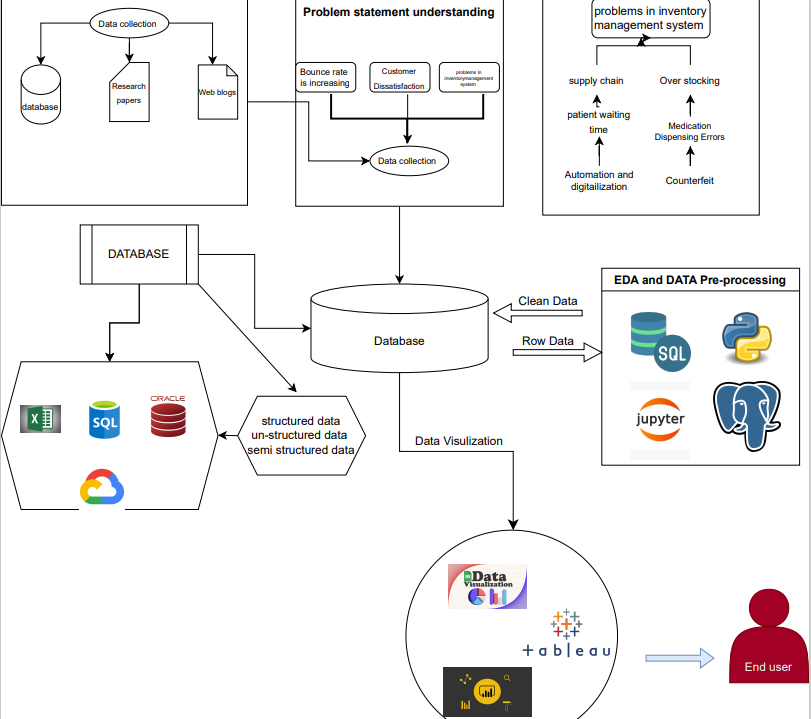 Data collection
database
Research
papers
Web blogs
Problem statement understanding
Bounce rate
is increasing
Customer
Dissatisfaction
problems in
inventorymanagement
system
Data collection
problems in inventory
management system
supply chain
Over stocking
patient waiting
time
Medication
Dispensing Errors
Automation and
digitailization
Counterfeit
DATABASE
Database
Clean Data
Row Data
EDA and DATA Pre-processing
SQL
jupyter
X
SQL
ORACLE
structured data
un-structured data
semi structured data
Data Visulization
Data
Visualization
+ableau
End user